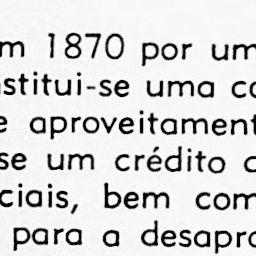 m 1870 por um
stitui-se uma co
e aproveitament
se um crédito
ciais, bem com
para a desapro